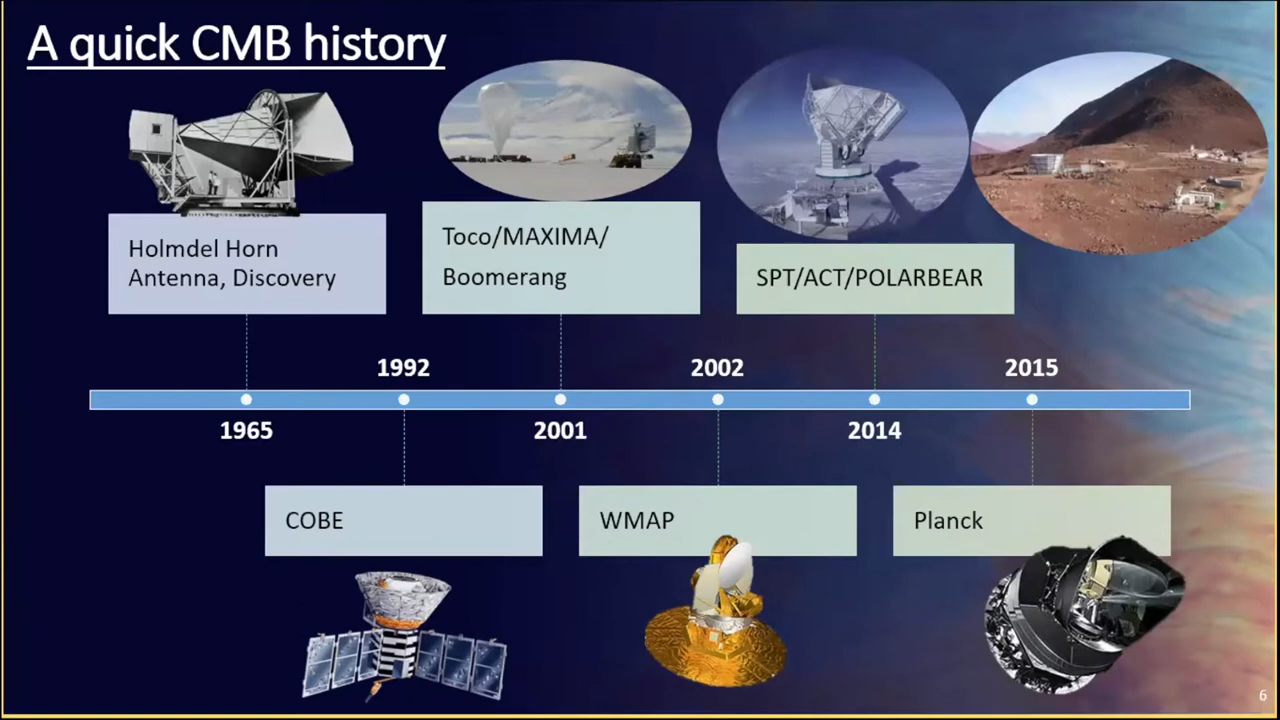 A quick CMB history
Holmdel Horn
Antenna, Discovery
Toco/MAXIMA/
Boomerang
SPT/ACT/POLARBEAR
1992
2002
2015
1965
2001
2014
COBE
WMAP
Planck
6